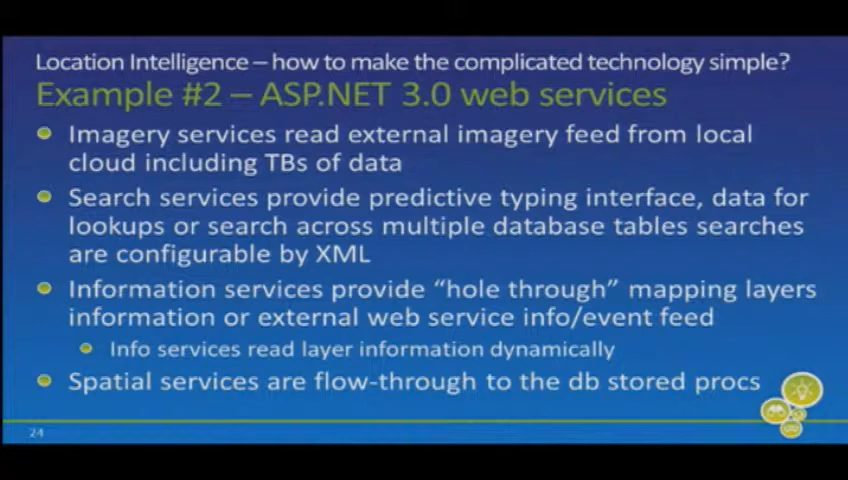 Location Intelligence – how to make the complicated technology simple?
Example #2 – ASP.NET 3.0 web services
Imagery services read external imagery feed from local
cloud including TBs of data
Search services provide predictive typing interface, data for
lookups or search across multiple database tables searches
are configurable by XML
Information services provide “hole through” mapping layers
information or external web service info/event feed
Info services read layer information dynamically
Spatial services are flow-through to the db stored procs
24